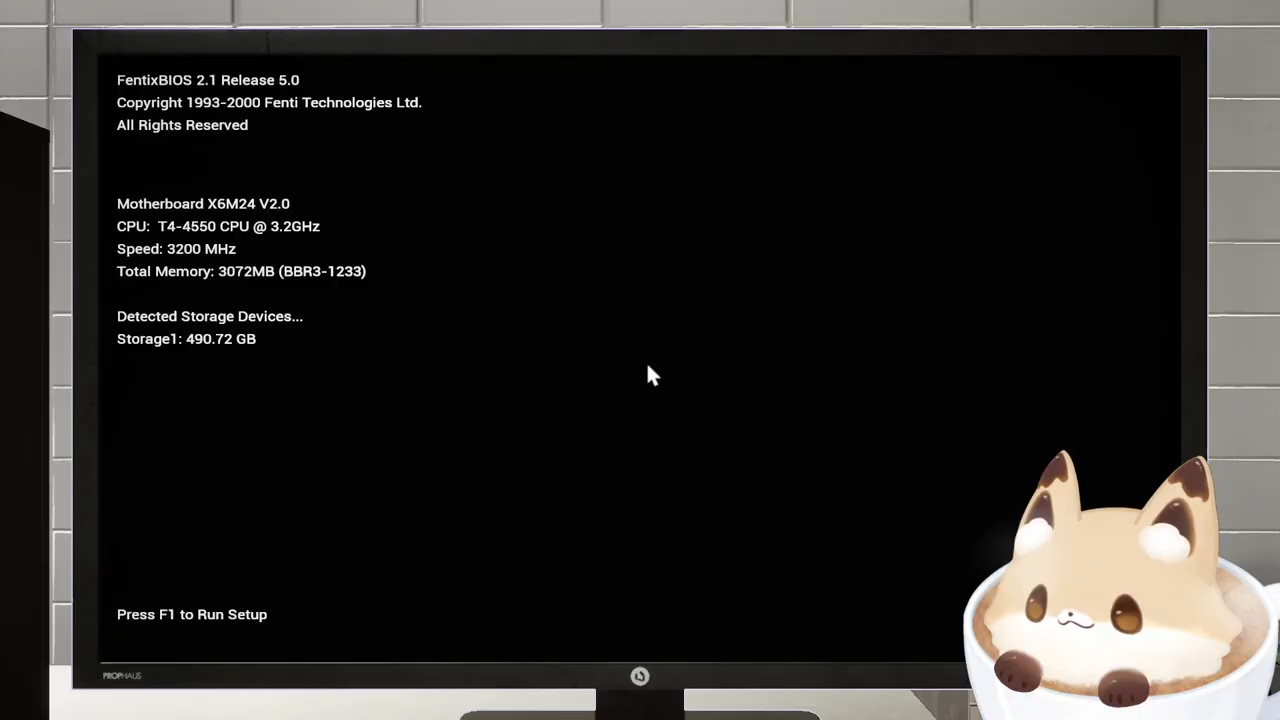 FentixBIOS 2.1 Release 5.0
Copyright 1993-2000 Fenti Technologies Ltd.
All Rights Reserved
Motherboard X6M24 V2.0
CPU: T4-4550 CPU @ 3.2GHz
Speed: 3200 MHz
Total Memory: 3072MB (BBR3-1233)
Detected Storage Devices...
Storage1: 490.72 GB
Press F1 to Run Setup
PROPHAUS